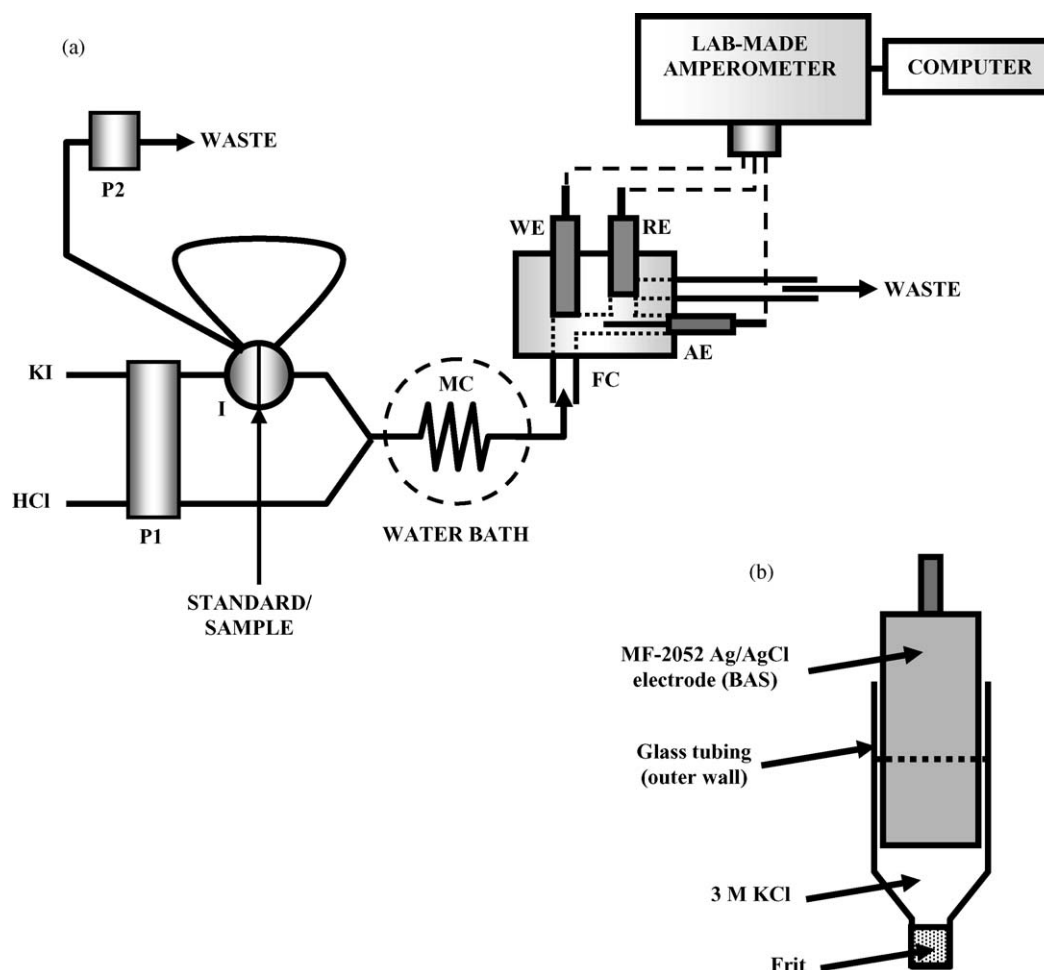 (a)
LAB-MADE
AMPEROMETER
COMPUTER
WASTE
P2
WE
RE
WASTE
AE
FC
KI
I
MC
HCl
P1
WATER BATH
STANDARD/
SAMPLE
(b)
MF-2052 Ag/AgCl
electrode (BAS)
Glass tubing
(outer wall)
3 M KCl
Frit